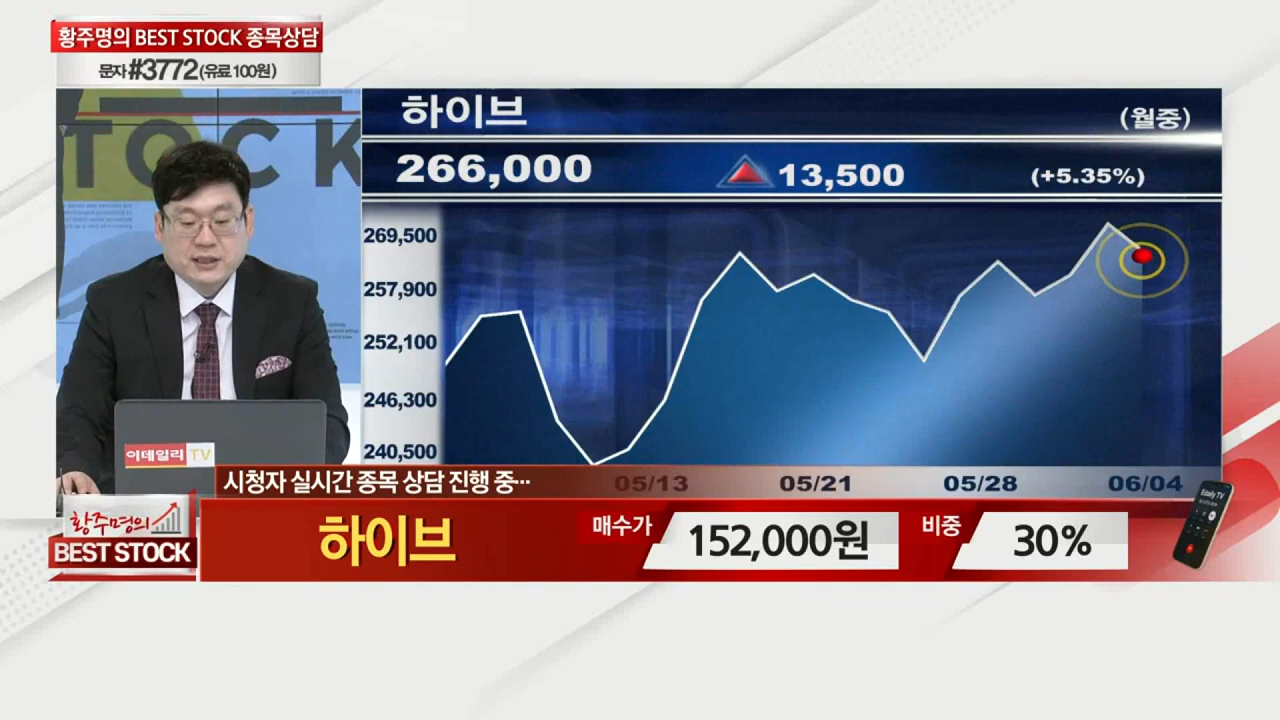 황주명의 BEST STOCK 종목상담
문자 #3772 (유료 100원)
TOCK
하이브
(월중)
266,000
13,500
(+5.35%)
269,500
257,900
252,100
246,300
240,500
05/13
05/21
05/28
06/04
이데일리 TV
시청자 실시간 종목 상담 진행 중…
황주명의
BEST STOCK
하이브
매수가
152,000원
비중
30%
Edaily TV